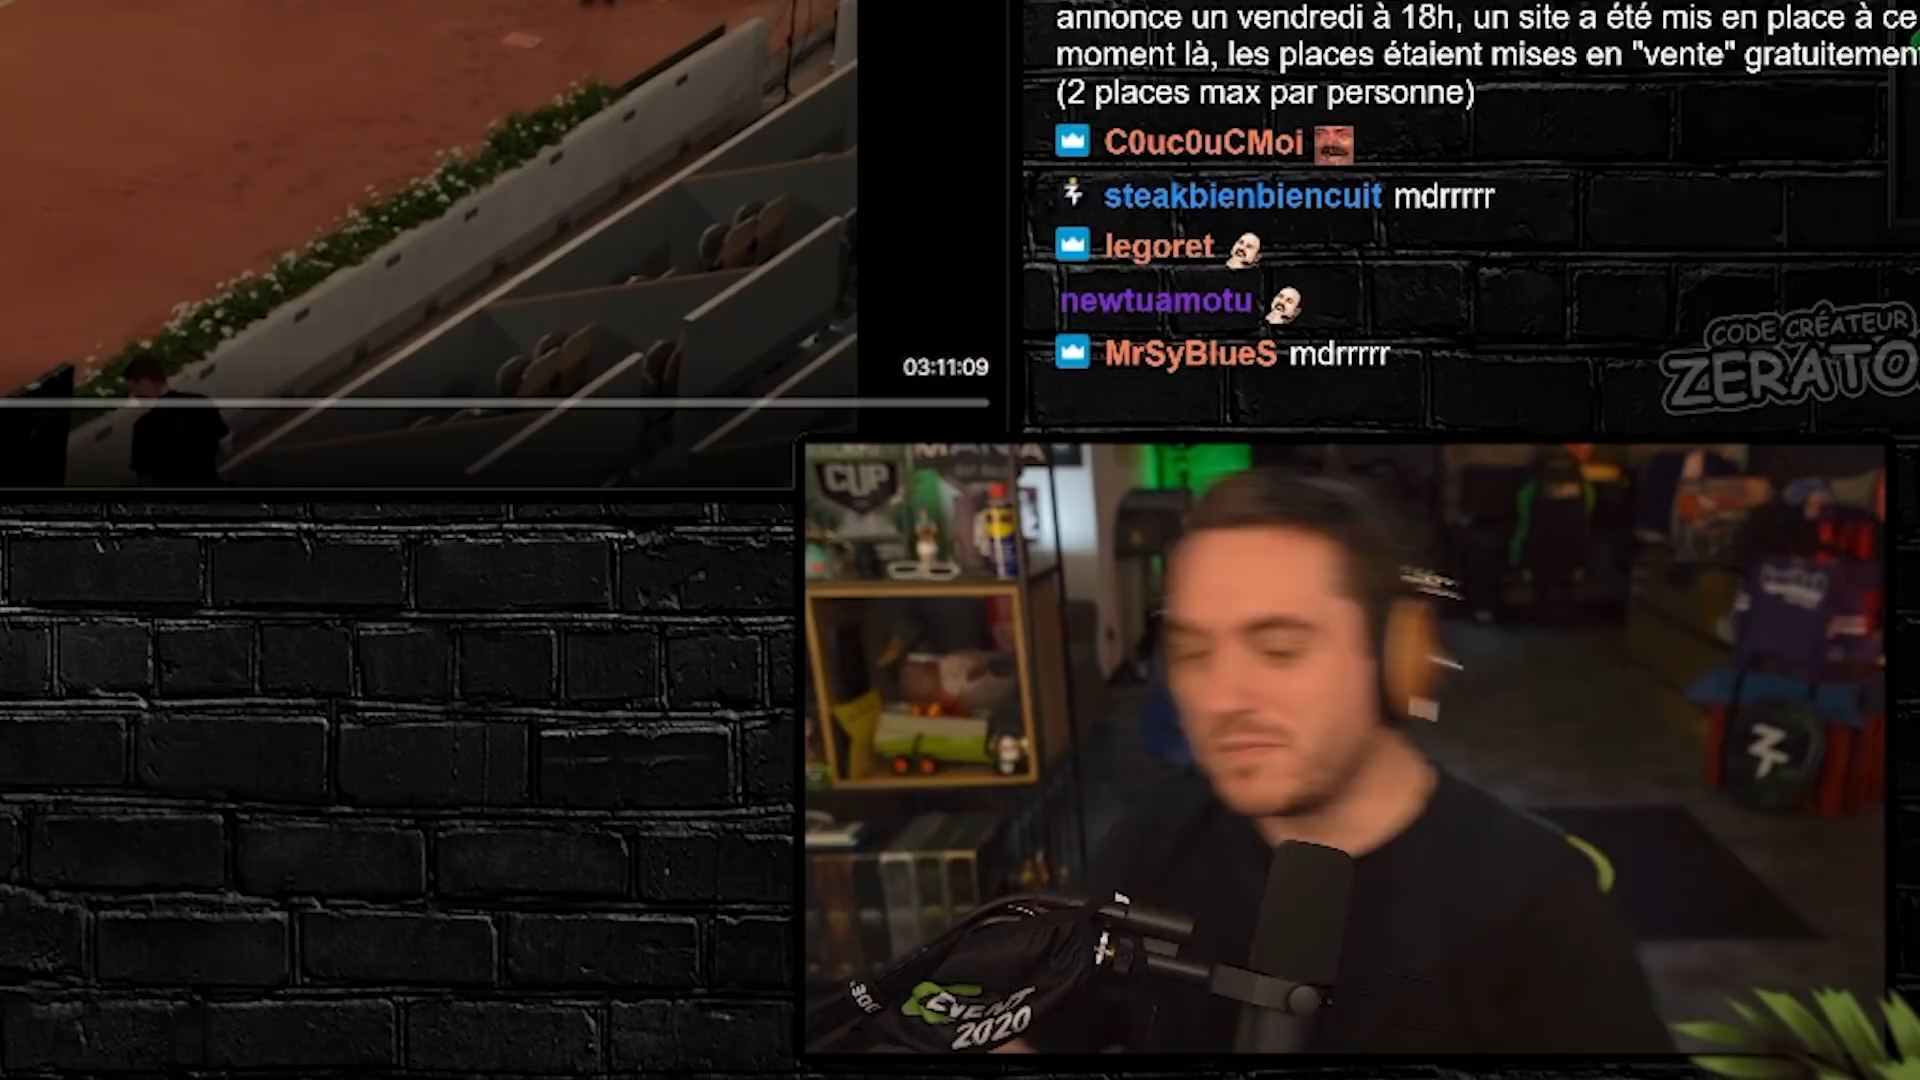 annonce un vendredi à 18h, un site a été mis en place à ce
moment là, les places étaient mises en "vente" gratuitement
(2 places max par personne)
C0uc0uCMoi
steakbienbiencuit mdrrrrr
legoret
newtuamotu
MrSyBlueS mdrrrrr
03:11:09
CODE CRÉATEUR
ZERATO
CUP
MANIA
EVENT
2020